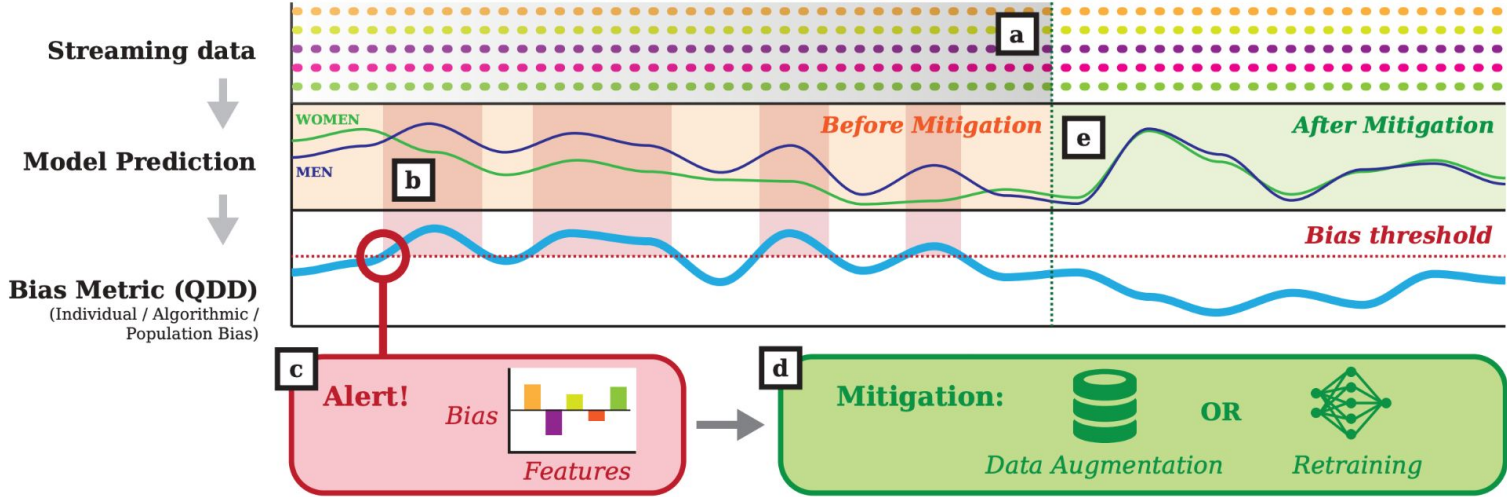 Streaming data
a
Model Prediction
WOMEN
MEN
b
Before Mitigation
e
After Mitigation
Bias Metric (QDD)
(Individual / Algorithmic /
Population Bias)
Bias threshold
c
Alert!
Bias
Features
d
Mitigation:
OR
Data Augmentation
Retraining